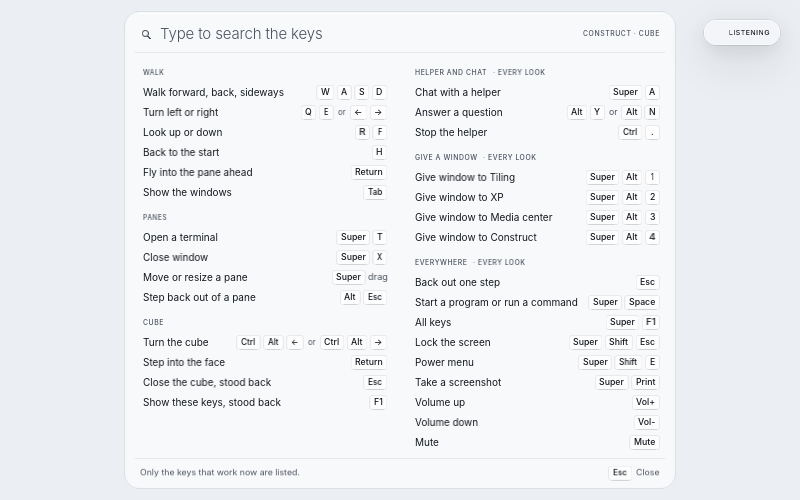 Type to search the keys
CONSTRUCT · CUBE
LISTENING
WALK
Walk forward, back, sideways W A S D
Turn left or right Q E or ← →
Look up or down R F
Back to the start H
Fly into the pane ahead Return
Show the windows Tab
PANES
Open a terminal Super T
Close window Super X
Move or resize a pane Super drag
Step back out of a pane Alt Esc
CUBE
Turn the cube Ctrl Alt ← or Ctrl Alt →
Step into the face Return
Close the cube, stood back Esc
Show these keys, stood back F1
HELPER AND CHAT · EVERY LOOK
Chat with a helper Super A
Answer a question Alt Y or Alt N
Stop the helper Ctrl .
GIVE A WINDOW · EVERY LOOK
Give window to Tiling Super Alt 1
Give window to XP Super Alt 2
Give window to Media center Super Alt 3
Give window to Construct Super Alt 4
EVERYWHERE · EVERY LOOK
Back out one step Esc
Start a program or run a command Super Space
All keys Super F1
Lock the screen Super Shift Esc
Power menu Super Shift E
Take a screenshot Super Print
Volume up Vol+
Volume down Vol-
Mute Mute
Only the keys that work now are listed.
Esc Close